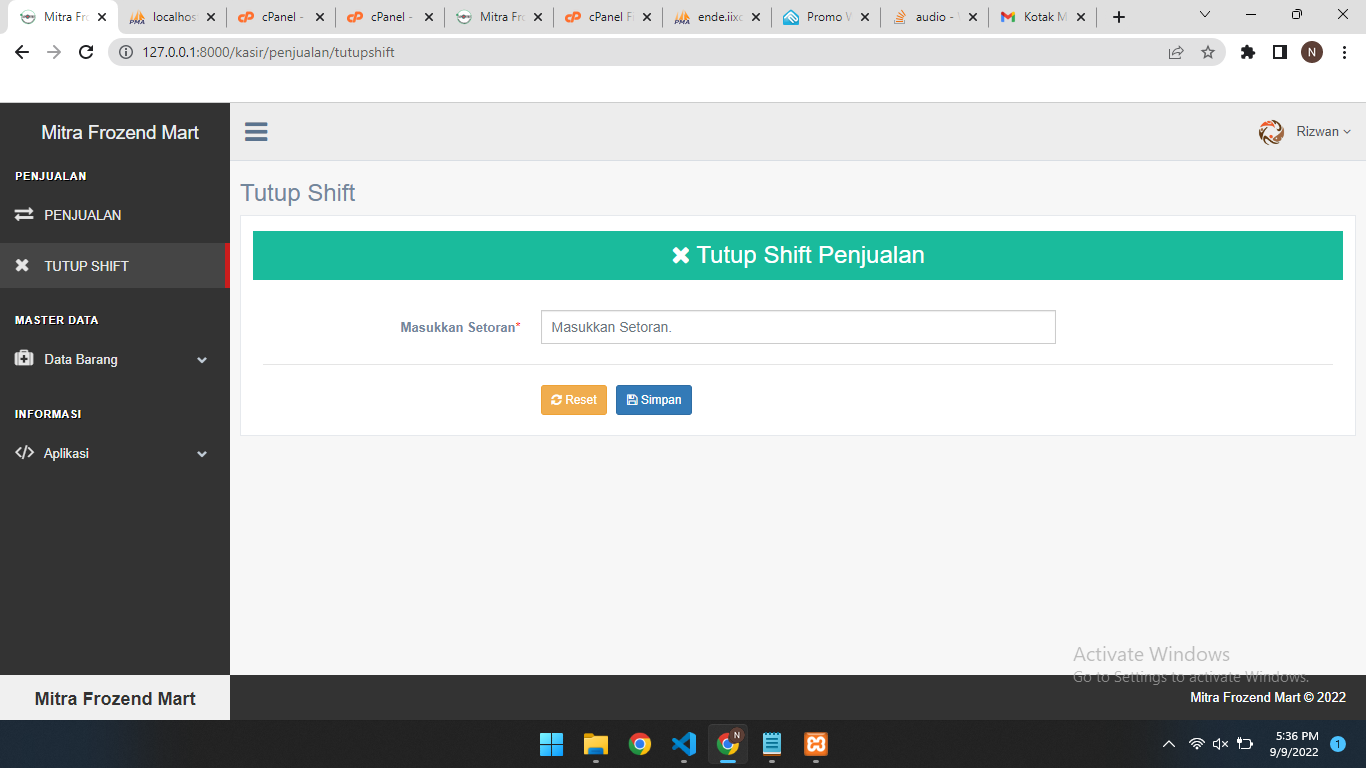 Mitra Fro
localhos
cPanel -
cPanel -
Mitra Fro
cPanel F
ende.iixc
Promo W
audio -
Kotak M
127.0.0.1:8000/kasir/penjualan/tutupshift
N
Mitra Frozend Mart
Rizwan
PENJUALAN
PENJUALAN
TUTUP SHIFT
MASTER DATA
Data Barang
INFORMASI
Aplikasi
Mitra Frozend Mart
Tutup Shift
Tutup Shift Penjualan
Masukkan Setoran*
Masukkan Setoran.
Reset
Simpan
Activate Windows
Go to Settings to activate Windows.
Mitra Frozend Mart © 2022
5:36 PM
9/9/2022
1